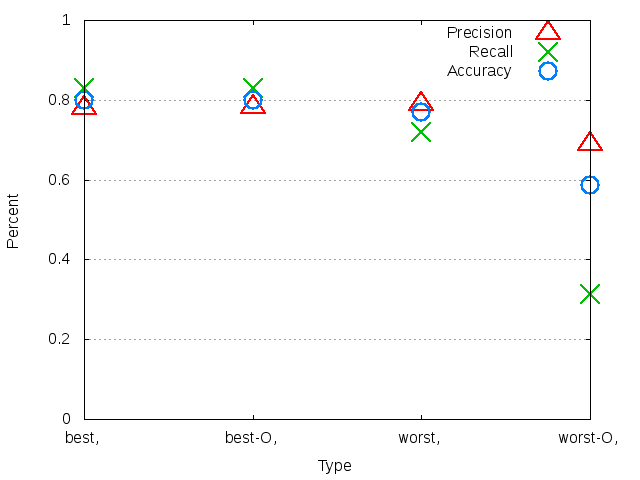 Percent
1
0.8
0.6
0.4
0.2
0
Precision
Recall
Accuracy
best,
best-O,
worst,
worst-O,
Type